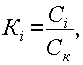 K_i = C_i / C_к,